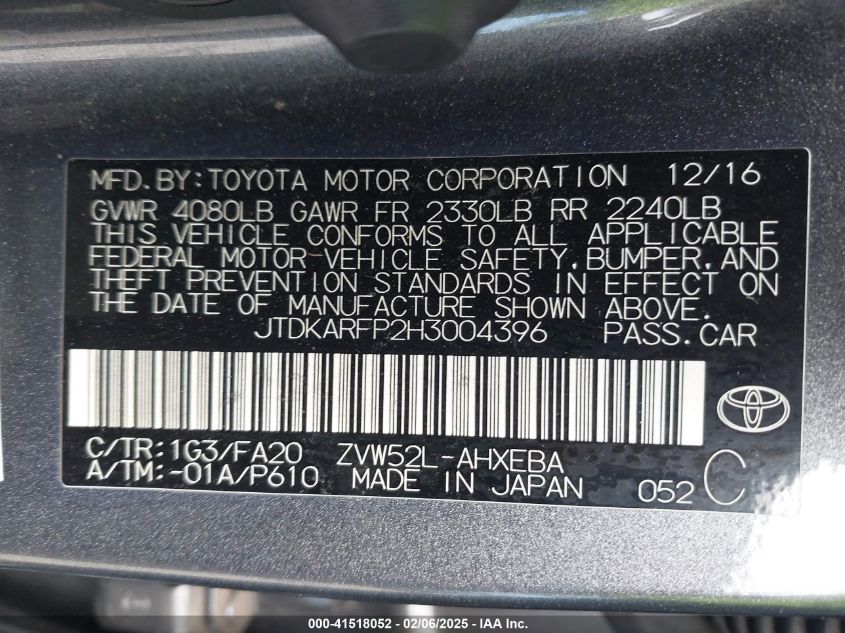 MFD. BY: TOYOTA MOTOR CORPORATION 12/16
GVWR 4080LB GAWR FR 2330LB RR 2240LB
THIS VEHICLE CONFORMS TO ALL APPLICABLE
FEDERAL MOTOR VEHICLE SAFETY, BUMPER, AND
THEFT PREVENTION STANDARDS IN EFFECT ON
THE DATE OF MANUFACTURE SHOWN ABOVE.
JTDKARFP2H3004396 PASS. CAR
C/TR: 1G3/FA20 ZVW52L-AHXEBA
A/TM: -01A/P610 MADE IN JAPAN 052 C
000-41518052 - 02/06/2025 - IAA Inc.